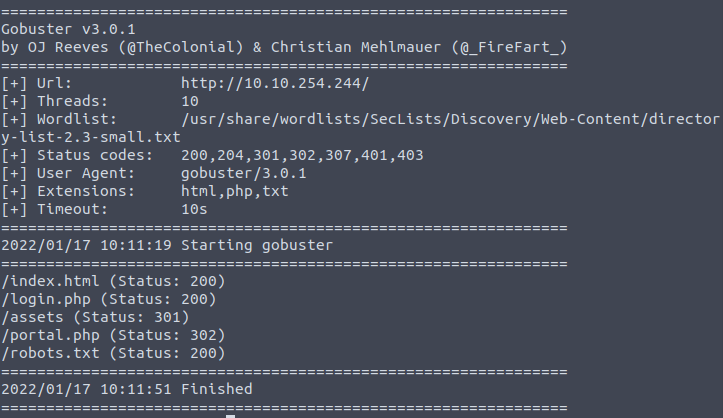 ===============================================================
Gobuster v3.0.1
by OJ Reeves (@TheColonial) & Christian Mehlmauer (@_FireFart_)
===============================================================
[+] Url:            http://10.10.254.244/
[+] Threads:        10
[+] Wordlist:       /usr/share/wordlists/SecLists/Discovery/Web-Content/director
y-list-2.3-small.txt
[+] Status codes:   200,204,301,302,307,401,403
[+] User Agent:     gobuster/3.0.1
[+] Extensions:     html,php,txt
[+] Timeout:        10s
===============================================================
2022/01/17 10:11:19 Starting gobuster
===============================================================
/index.html (Status: 200)
/login.php (Status: 200)
/assets (Status: 301)
/portal.php (Status: 302)
/robots.txt (Status: 200)
===============================================================
2022/01/17 10:11:51 Finished
===============================================================